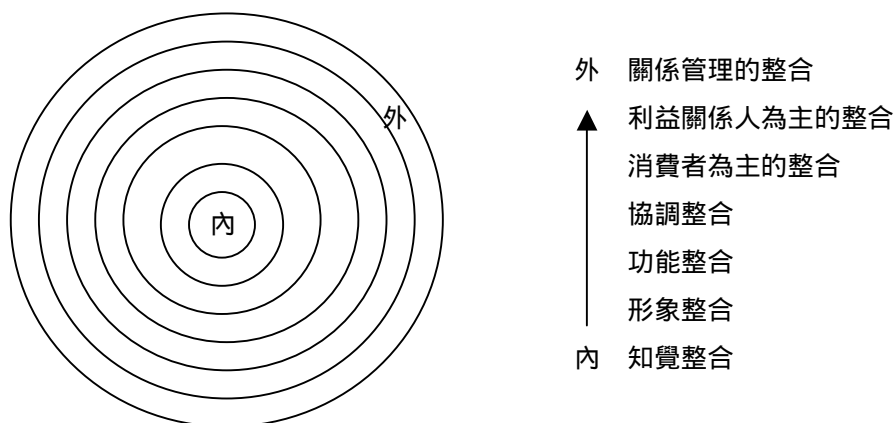 外
內
外 關係管理的整合
利益關係人為主的整合
消費者為主的整合
協調整合
功能整合
形象整合
內 知覺整合